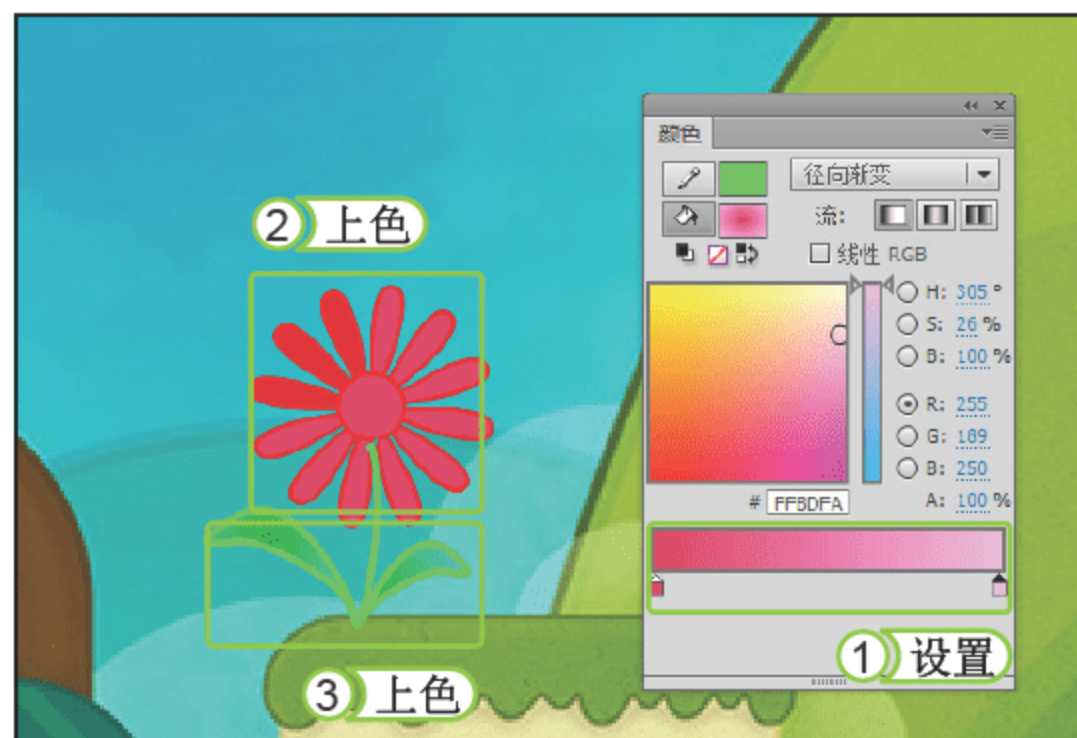 ② 上色
③ 上色
颜色
径向渐变
流:
线性 RGB
H: 305 °
S: 26 %
B: 100 %
R: 255
G: 189
B: 250
# FFBDFA
A: 100 %
① 设置